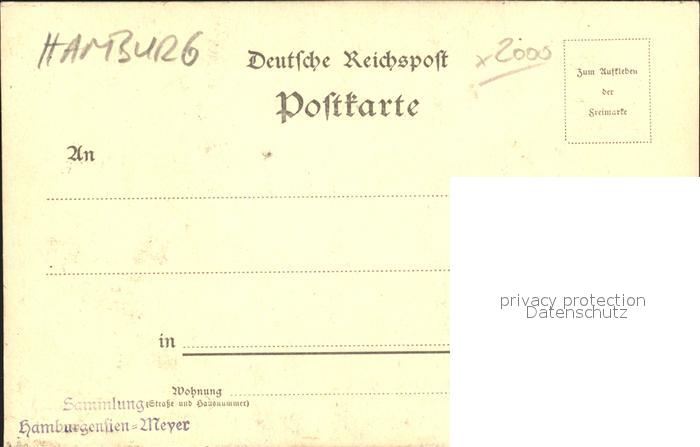 HAMBURG
Deutsche Reichspost
x2000
Postkarte
Zum Aufkleben
der
Freimarke
An
in
Wohnung
(Straße und Hausnummer)
Sammlung
Hamburgensien-Meyer
privacy protection
Datenschutz